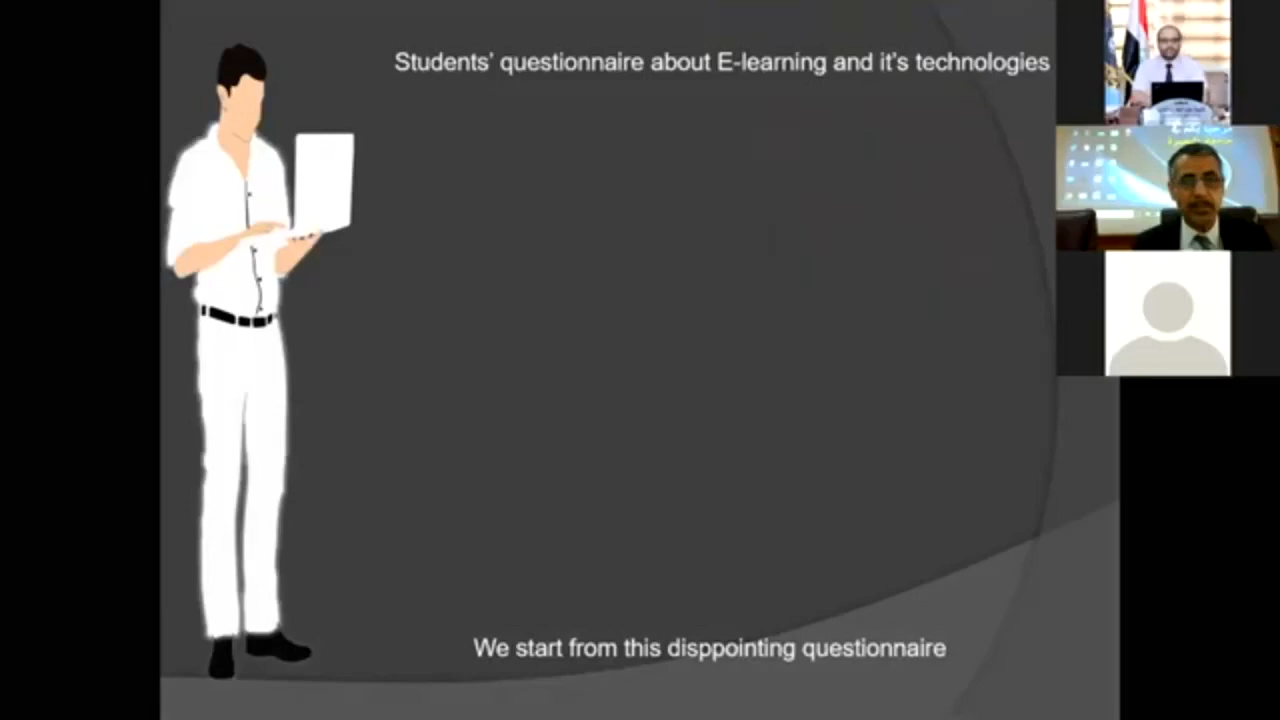 Students' questionnaire about E-learning and it's technologies
We start from this disppointing questionnaire